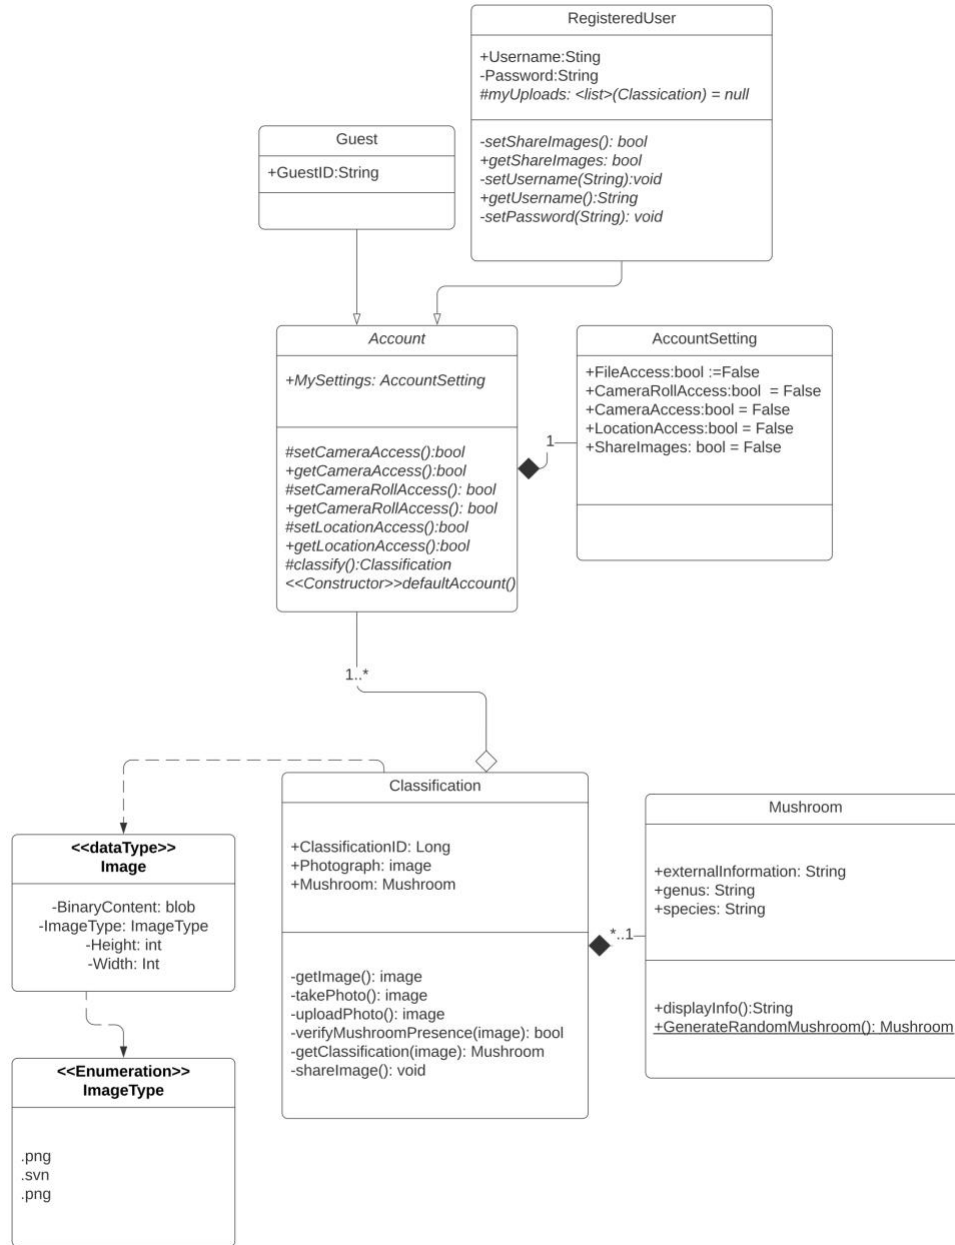 RegisteredUser
+Username:Sting
-Password:String
#myUploads: <list>(Classication) = null
-setShareImages(): bool
+getShareImages: bool
-setUsername(String):void
+getUsername():String
-setPassword(String): void
Guest
+GuestID:String
Account
+MySettings: AccountSetting
#setCameraAccess():bool
+getCameraAccess():bool
#setCameraRollAccess(): bool
+getCameraRollAccess(): bool
#setLocationAccess():bool
+getLocationAccess():bool
#classify():Classification
<<Constructor>>defaultAccount()
1
AccountSetting
+FileAccess:bool :=False
+CameraRollAccess:bool = False
+CameraAccess:bool = False
+LocationAccess:bool = False
+ShareImages: bool = False
1..*
Classification
+ClassificationID: Long
+Photograph: image
+Mushroom: Mushroom
-getImage(): image
-takePhoto(): image
-uploadPhoto(): image
-verifyMushroomPresence(image): bool
-getClassification(image): Mushroom
-shareImage(): void
*..1
Mushroom
+externalInformation: String
+genus: String
+species: String
+displayInfo():String
+GenerateRandomMushroom(): Mushroom
<<dataType>>
Image
-BinaryContent: blob
-ImageType: ImageType
-Height: int
-Width: Int
<<Enumeration>>
ImageType
.png
.svn
.png